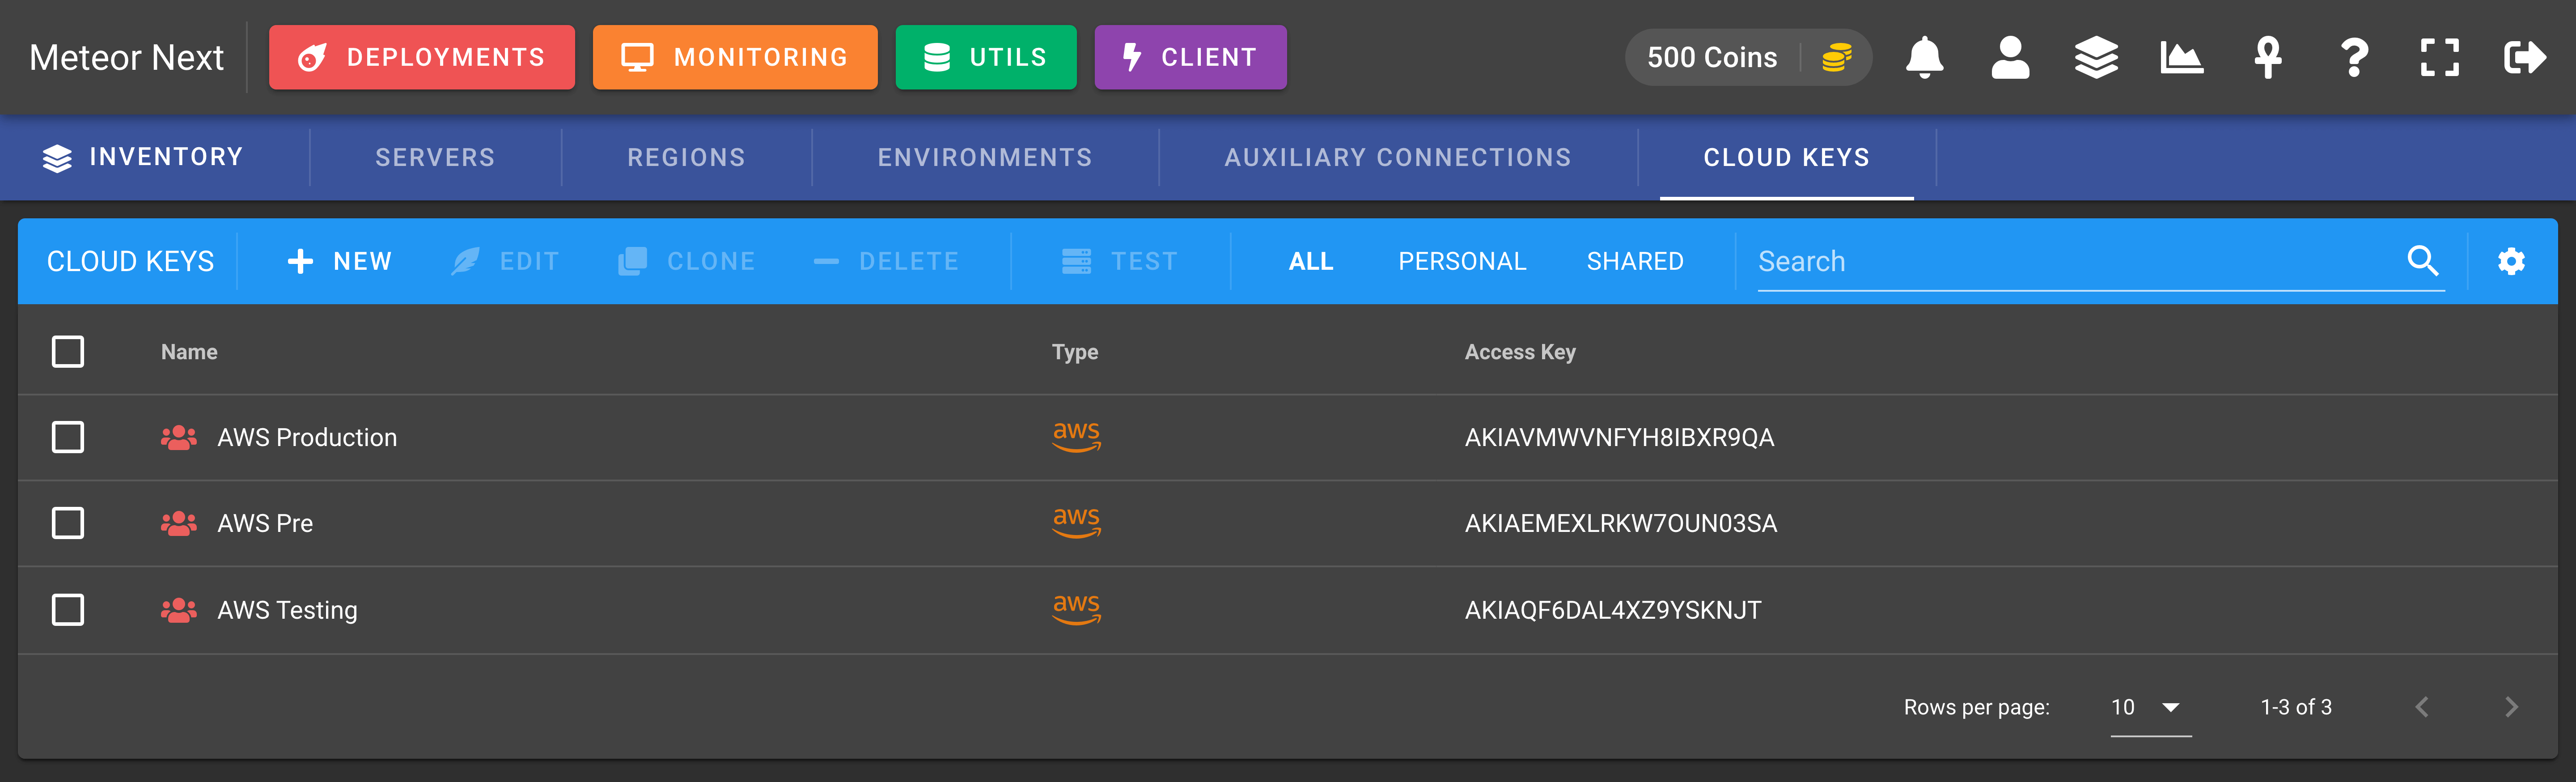 Meteor Next DEPLOYMENTS MONITORING UTILS CLIENT 500 Coins
INVENTORY SERVERS REGIONS ENVIRONMENTS AUXILIARY CONNECTIONS CLOUD KEYS
CLOUD KEYS NEW EDIT CLONE DELETE TEST ALL PERSONAL SHARED Search
Name Type Access Key
AWS Production aws AKIAVMWVNFYH8IBXR9QA
AWS Pre aws AKIAEMEXLRKW7OUN03SA
AWS Testing aws AKIAQF6DAL4XZ9YSKNJT
Rows per page: 10 1-3 of 3